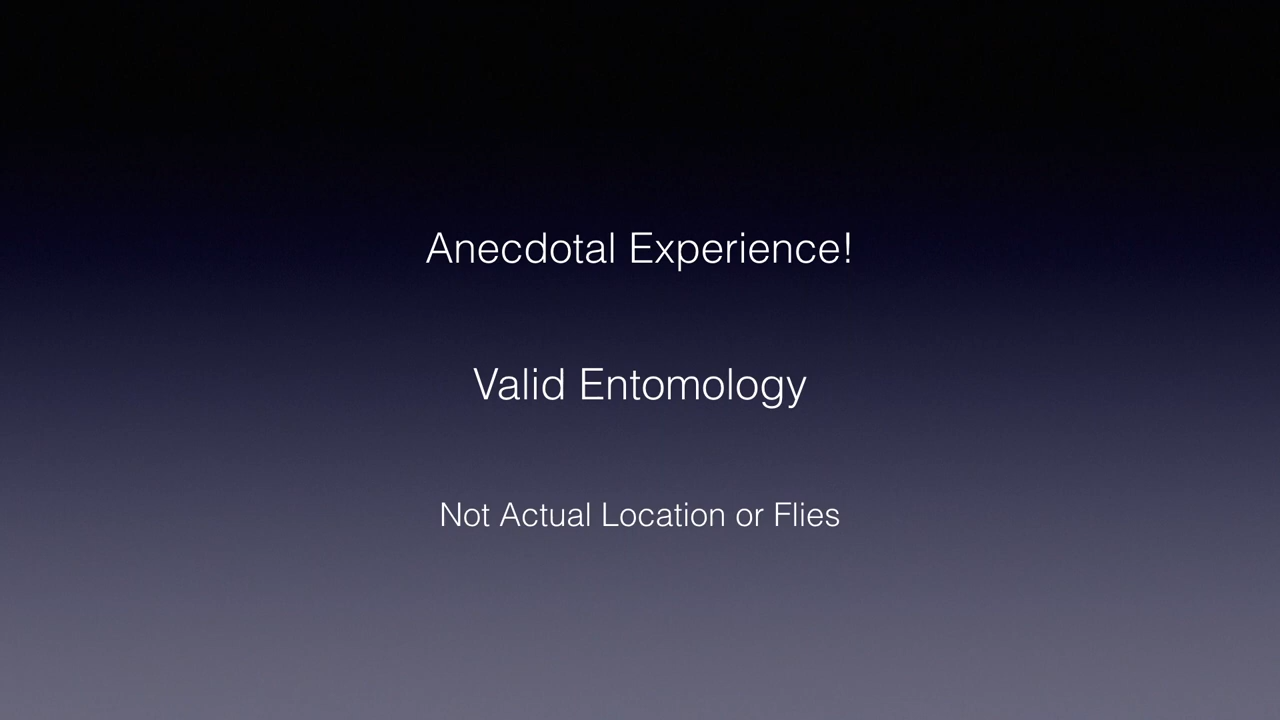 Anecdotal Experience!
Valid Entomology
Not Actual Location or Flies